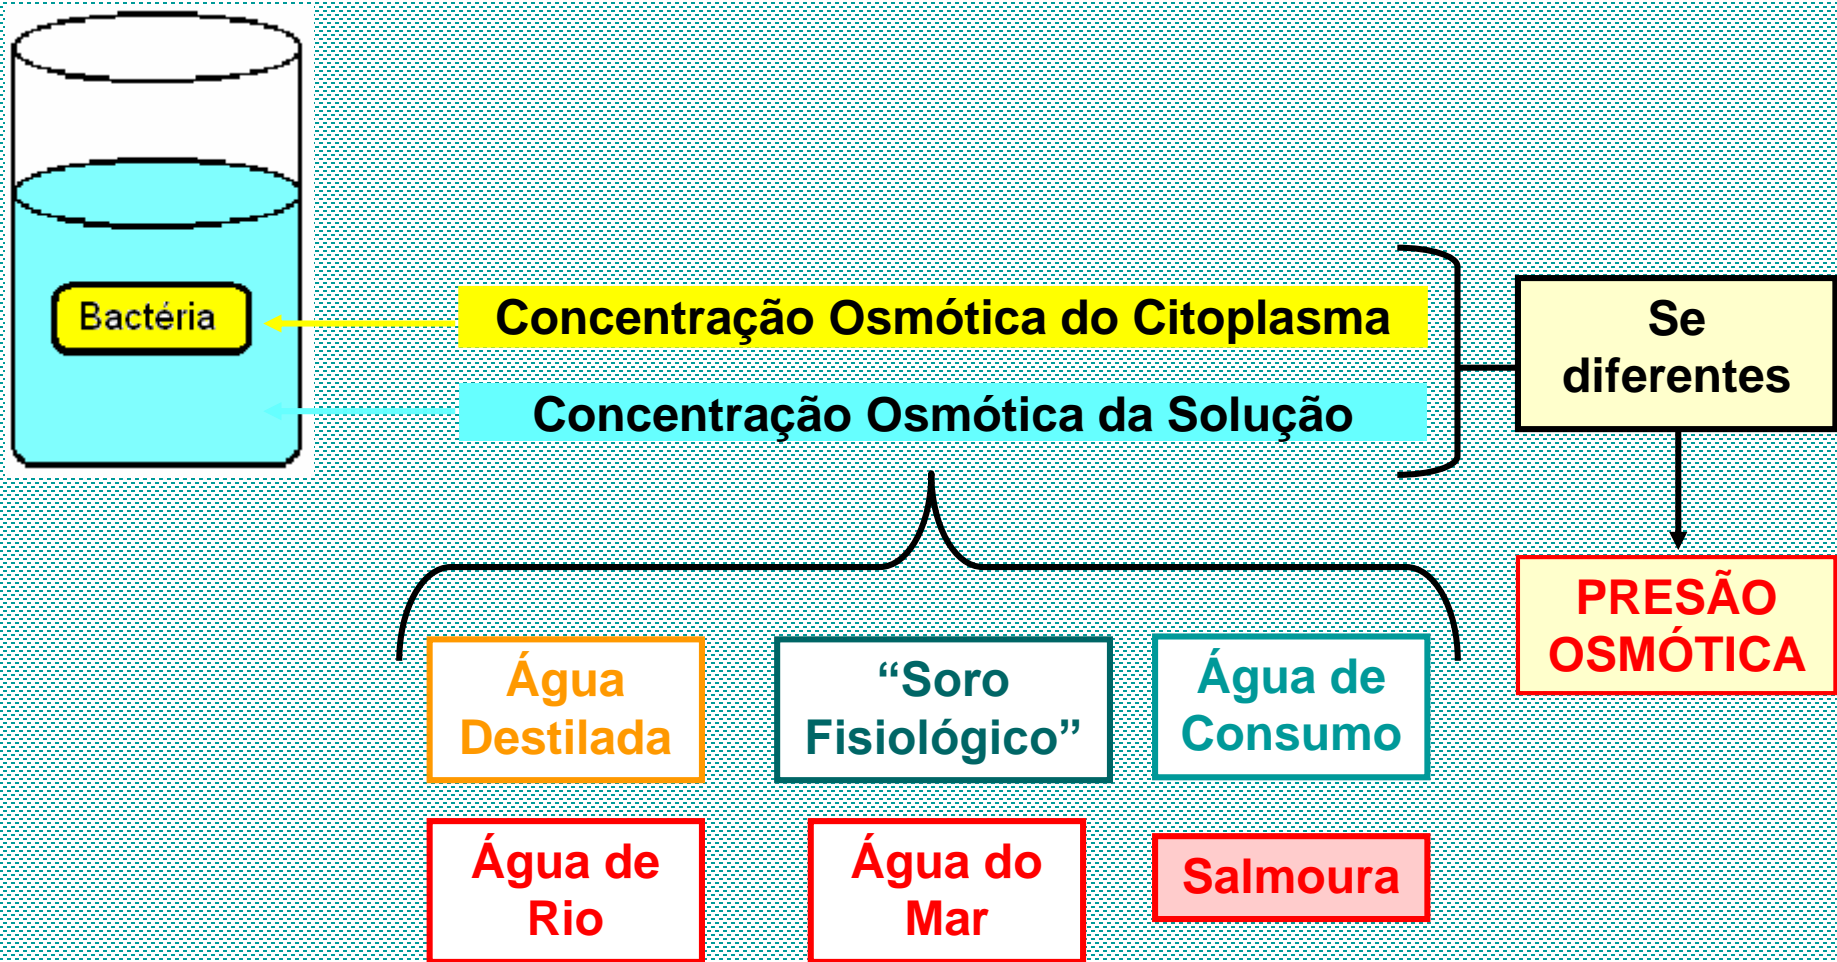 Bactéria
Concentração Osmótica do Citoplasma
Concentração Osmótica da Solução
Se
diferentes
PRESÃO
OSMÓTICA
Água
Destilada
“Soro
Fisiológico”
Água de
Consumo
Água de
Rio
Água do
Mar
Salmoura